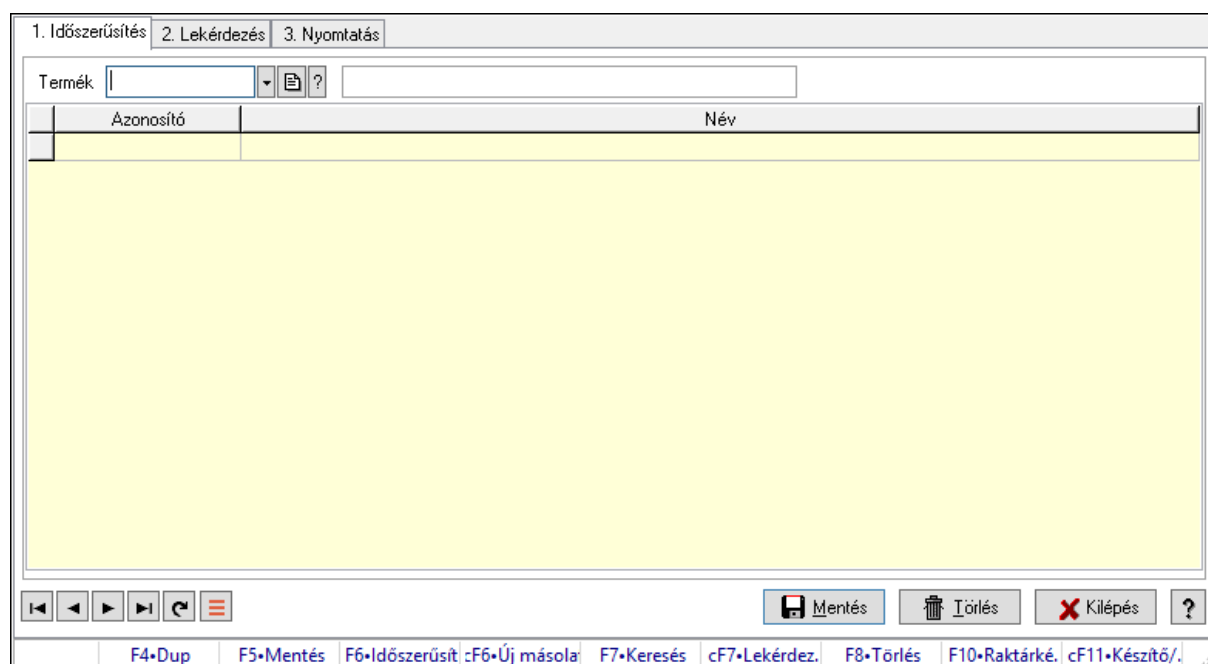 1. Időszerűsítés 2. Lekérdezés 3. Nyomtatás
Termék ?
Azonosító Név
Mentés Törlés Kilépés ?
F4•Dup F5•Mentés F6•Időszerűsít cF6•Új másola F7•Keresés cF7•Lekérdez. F8•Törlés F10•Raktárké. cF11•Készítő/.